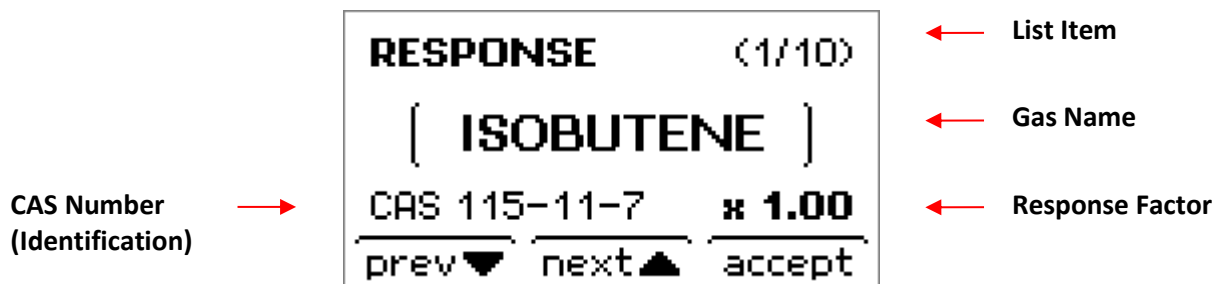 RESPONSE (1/10)
List Item
[ ISOBUTENE ]
Gas Name
CAS Number
(Identification)
CAS 115-11-7 x 1.00
Response Factor
prev▼ next▲ accept